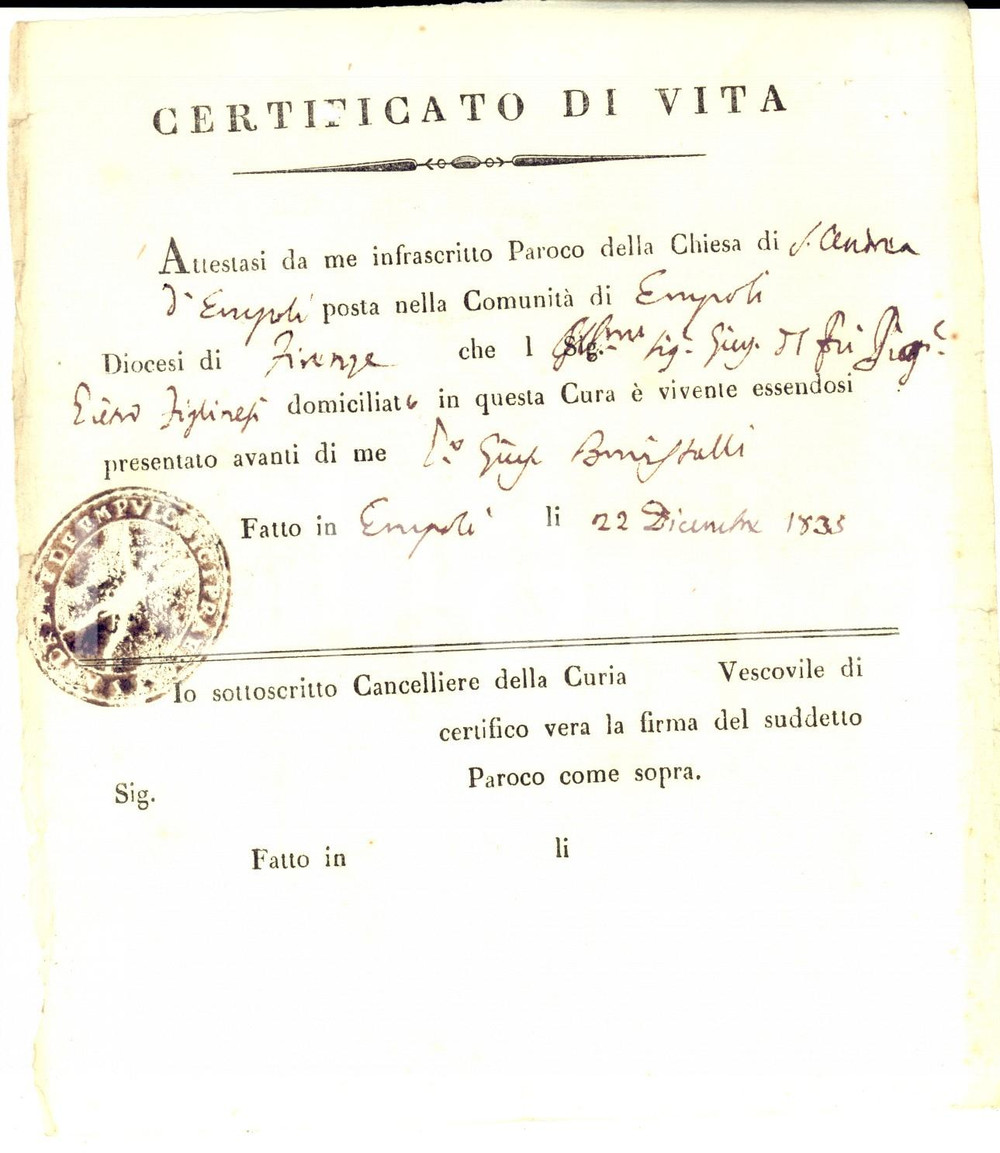 CERTIFICATO DI VITA
Attestasi da me infrascritto Paroco della Chiesa di S. Andrea
d'Empoli posta nella Comunità di Empoli
Diocesi di Firenze che l Sig. Sig.
domiciliat in questa Cura è vivente essendosi
presentato avanti di me
Fatto in Empoli li 22 Dicembre 1835
Io sottoscritto Cancelliere della Curia Vescovile di
certifico vera la firma del suddetto
Sig. Paroco come sopra.
Fatto in li